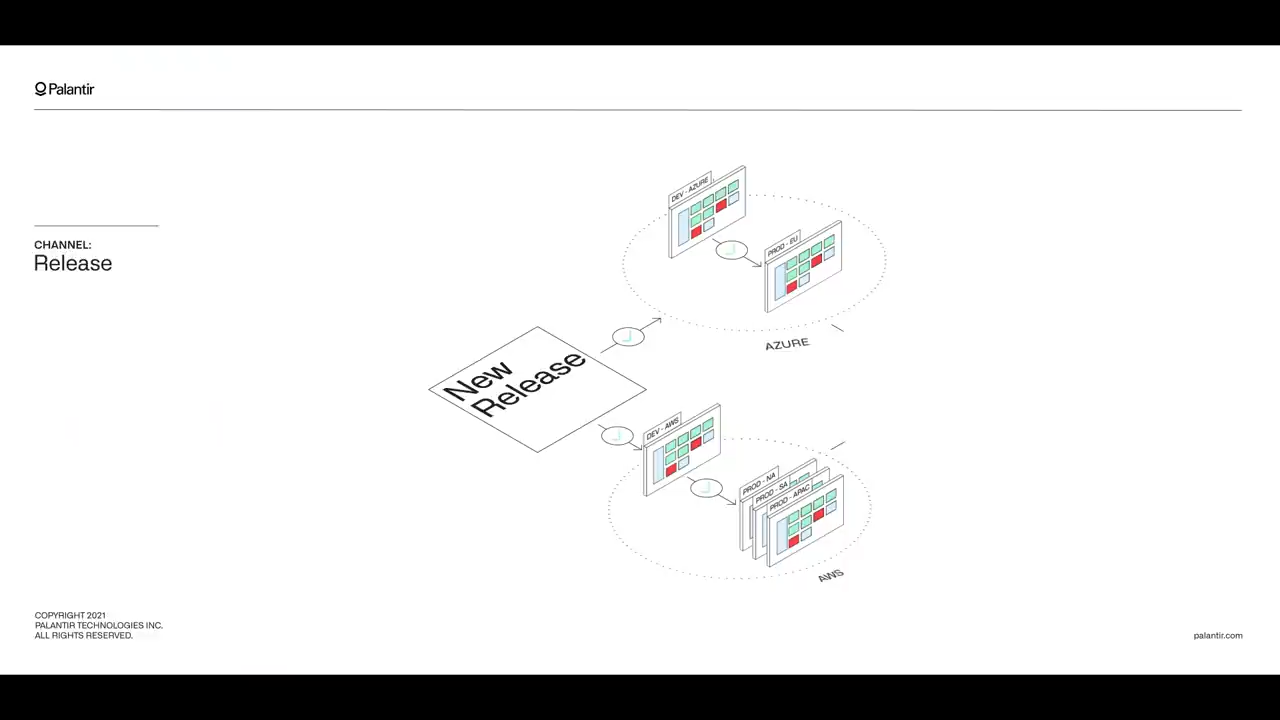 Palantir
CHANNEL:
Release
DEV - AZURE
PROD - EU
AZURE
New
Release
DEV - AWS
PROD - NA
PROD - SA
PROD - APAC
AWS
COPYRIGHT 2021
PALANTIR TECHNOLOGIES INC.
ALL RIGHTS RESERVED.
palantir.com